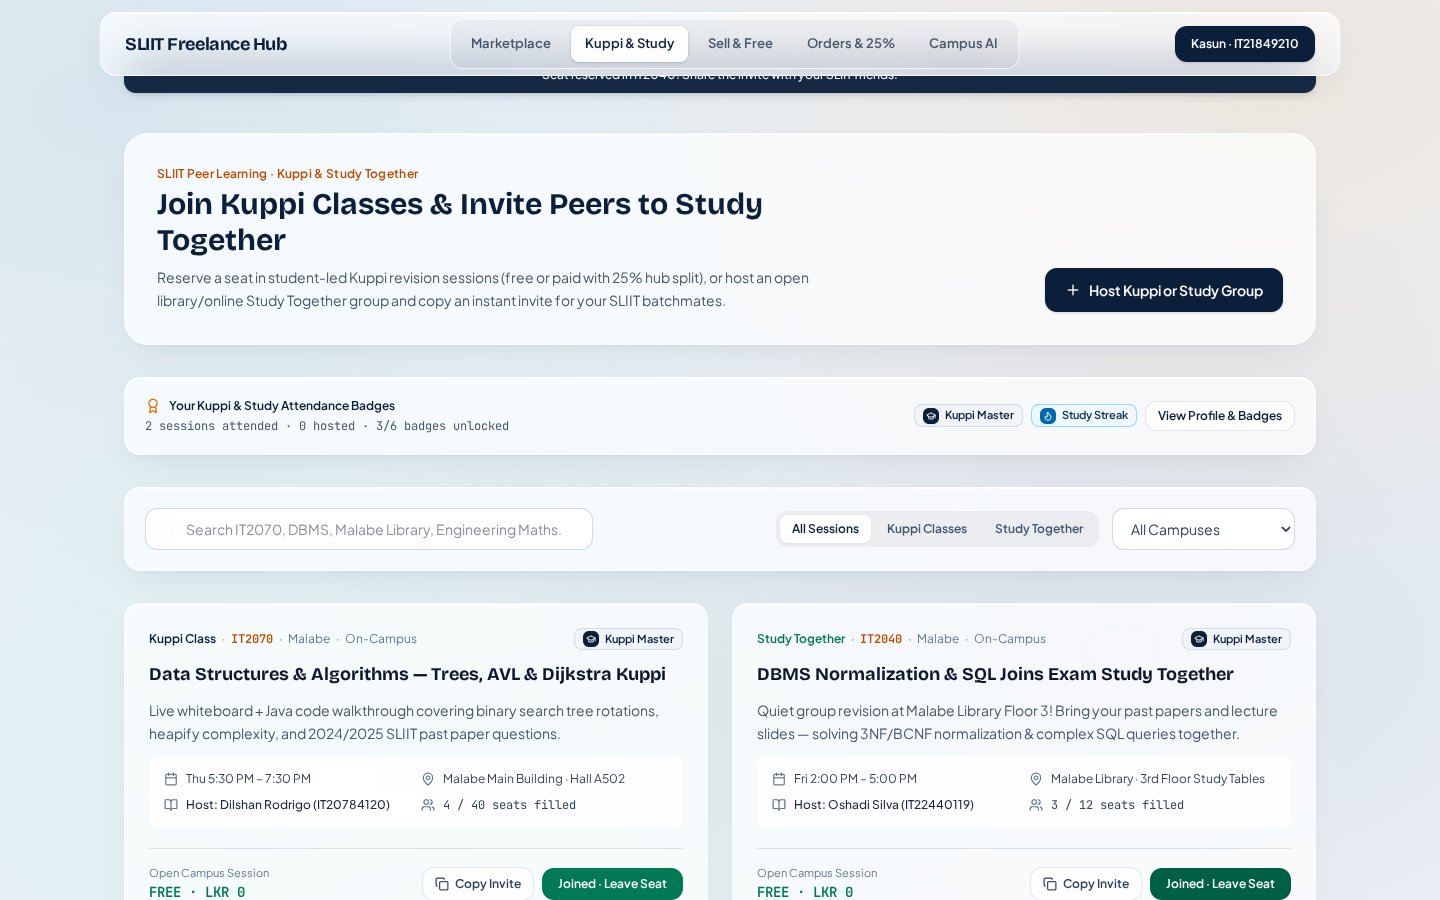 SLIIT Freelance Hub
Marketplace
Kuppi & Study
Sell & Free
Orders & 25%
Campus AI
Kasun · IT21849210
Seat reserved in IT2040! Share the invite with your SLIIT friends.
SLIIT Peer Learning · Kuppi & Study Together
Join Kuppi Classes & Invite Peers to Study
Together
Reserve a seat in student-led Kuppi revision sessions (free or paid with 25% hub split), or host an open
library/online Study Together group and copy an instant invite for your SLIIT batchmates.
Host Kuppi or Study Group
Your Kuppi & Study Attendance Badges
2 sessions attended · 0 hosted · 3/6 badges unlocked
Kuppi Master
Study Streak
View Profile & Badges
Search IT2070, DBMS, Malabe Library, Engineering Maths.
All Sessions
Kuppi Classes
Study Together
All Campuses
Kuppi Class · IT2070 · Malabe · On-Campus
Kuppi Master
Data Structures & Algorithms — Trees, AVL & Dijkstra Kuppi
Live whiteboard + Java code walkthrough covering binary search tree rotations,
heapify complexity, and 2024/2025 SLIIT past paper questions.
Thu 5:30 PM – 7:30 PM
Malabe Main Building · Hall A502
Host: Dilshan Rodrigo (IT20784120)
4 / 40 seats filled
Open Campus Session
FREE · LKR 0
Copy Invite
Joined · Leave Seat
Study Together · IT2040 · Malabe · On-Campus
Kuppi Master
DBMS Normalization & SQL Joins Exam Study Together
Quiet group revision at Malabe Library Floor 3! Bring your past papers and lecture
slides — solving 3NF/BCNF normalization & complex SQL queries together.
Fri 2:00 PM – 5:00 PM
Malabe Library · 3rd Floor Study Tables
Host: Oshadi Silva (IT22440119)
3 / 12 seats filled
Open Campus Session
FREE · LKR 0
Copy Invite
Joined · Leave Seat